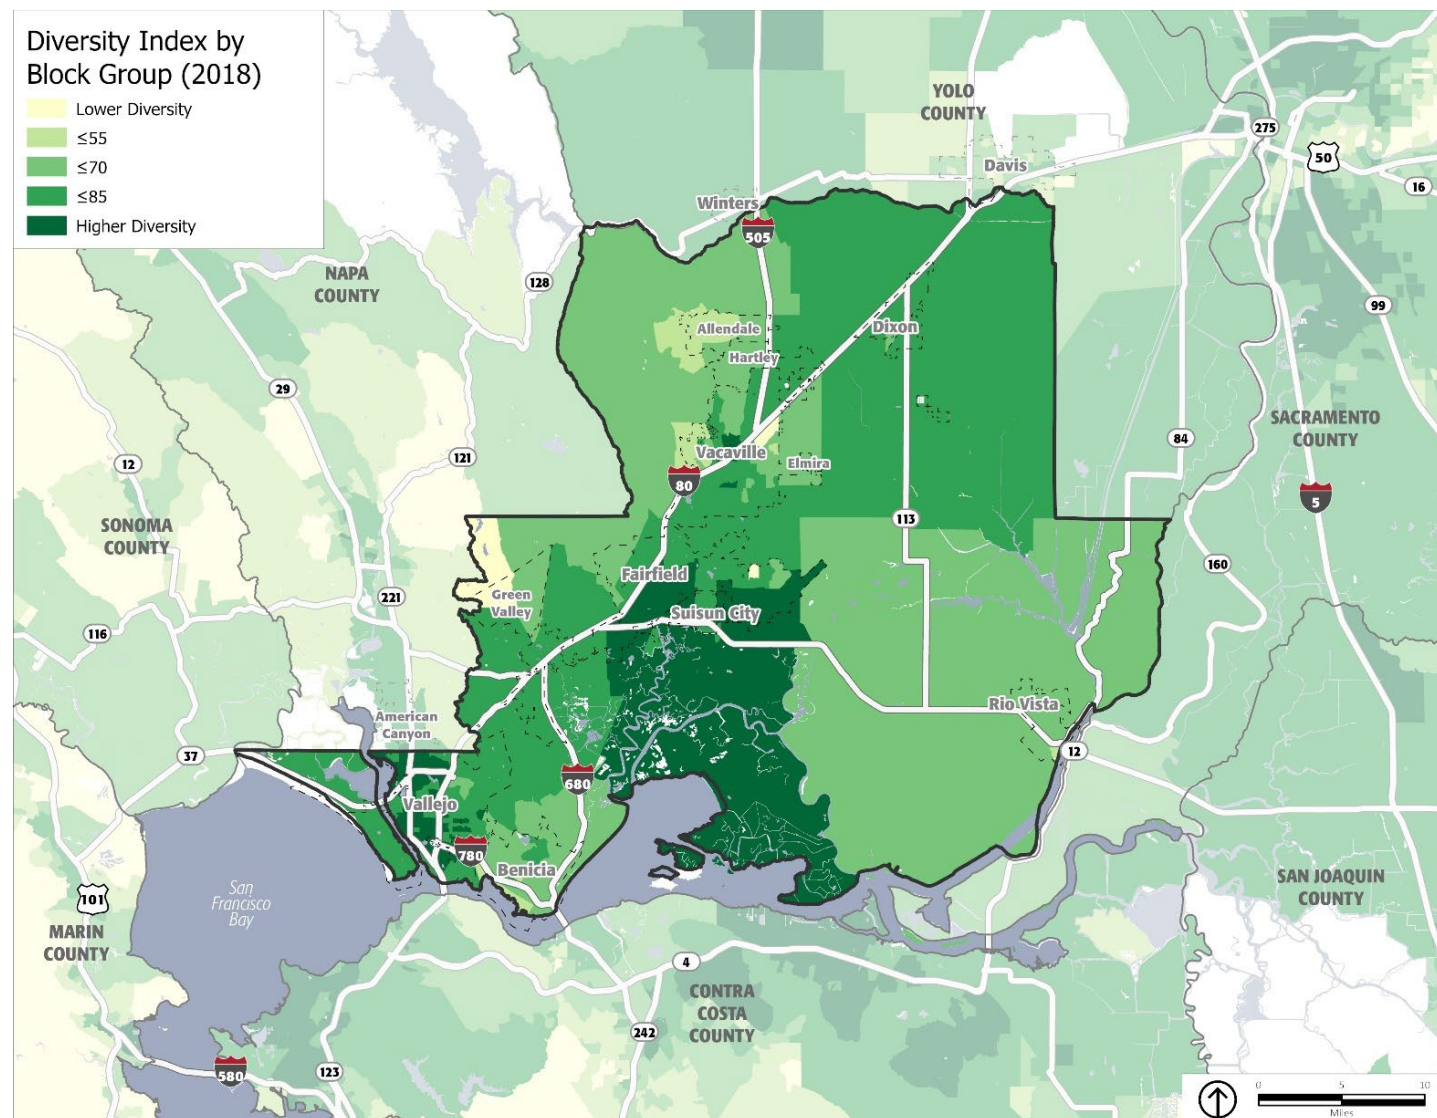 Diversity Index by
Block Group (2018)
Lower Diversity
≤55
≤70
≤85
Higher Diversity
YOLO
COUNTY
275
50
Davis
16
Winters
505
NAPA
COUNTY
128
99
Allendale
Dixon
Hartley
29
SACRAMENTO
COUNTY
84
12
121
Vacaville
Elmira
80
5
113
SONOMA
COUNTY
160
Fairfield
221
Green
Valley
Suisun City
116
Rio Vista
American
Canyon
37
12
680
Vallejo
780
Benicia
San
Francisco
Bay
101
MARIN
COUNTY
SAN JOAQUIN
COUNTY
4
CONTRA
COSTA
COUNTY
242
580
123
0 5 10
Miles